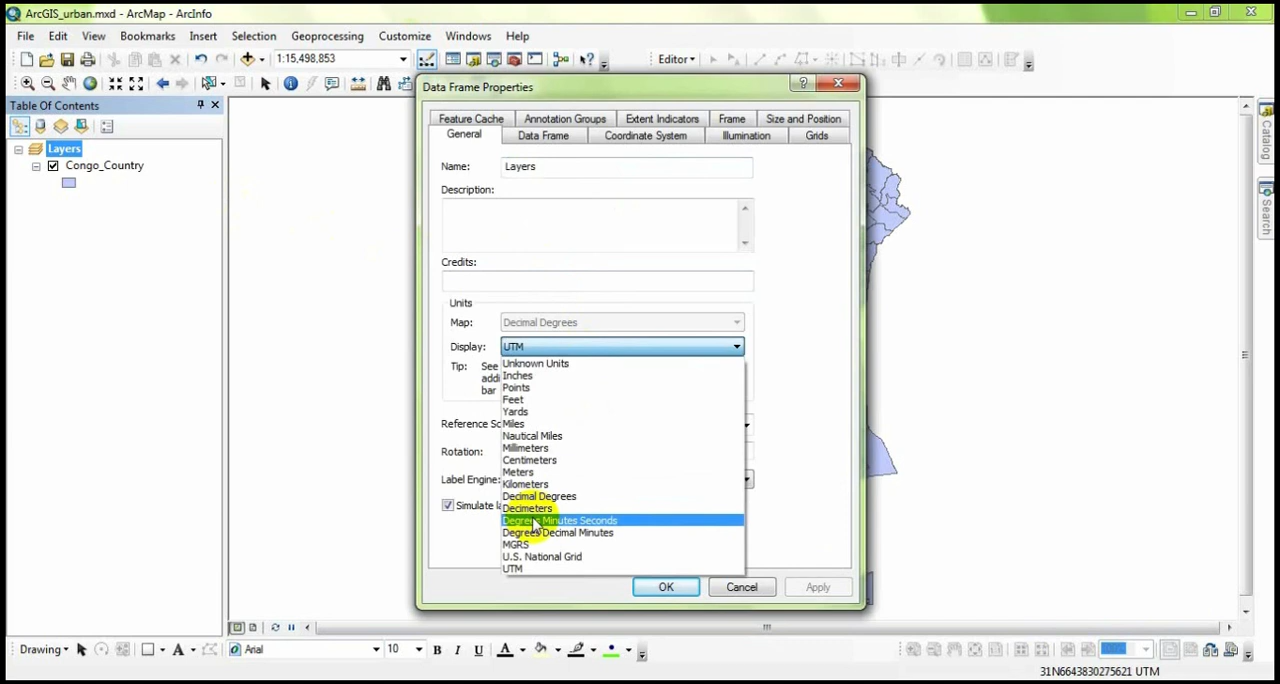 ArcGIS_urban.mxd - ArcMap - ArcInfo
File Edit View Bookmarks Insert Selection Geoprocessing Customize Windows Help
1:15,498,853 Editor
Table Of Contents
Layers
Congo_Country
Data Frame Properties
Feature Cache Annotation Groups Extent Indicators Frame Size and Position
General Data Frame Coordinate System Illumination Grids
Name: Layers
Description:
Credits:
Units
Map: Decimal Degrees
Display: UTM
Tip: See
addi
bar
Reference Sc
Rotation:
Label Engine:
Simulate la
Unknown Units
Inches
Points
Feet
Yards
Miles
Nautical Miles
Millimeters
Centimeters
Meters
Kilometers
Decimal Degrees
Decimeters
Degrees Minutes Seconds
Degrees Decimal Minutes
MGRS
U.S. National Grid
UTM
OK Cancel Apply
Catalog
Search
Drawing A Arial 10 B I U A
31N6643830275621 UTM